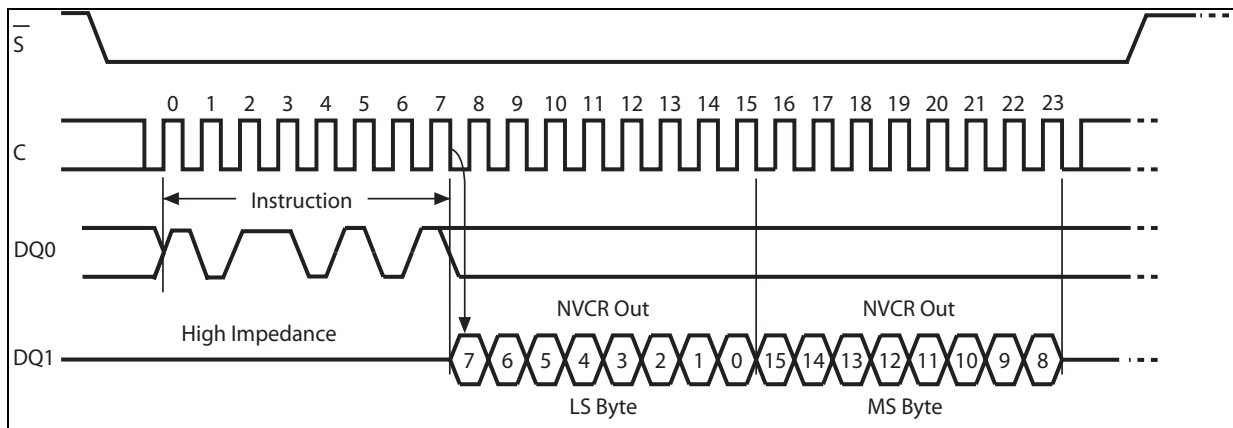 S
0 1 2 3 4 5 6 7 8 9 10 11 12 13 14 15 16 17 18 19 20 21 22 23
C
Instruction
DQ0
NVCR Out NVCR Out
High Impedance
DQ1 7 6 5 4 3 2 1 0 15 14 13 12 11 10 9 8
LS Byte MS Byte